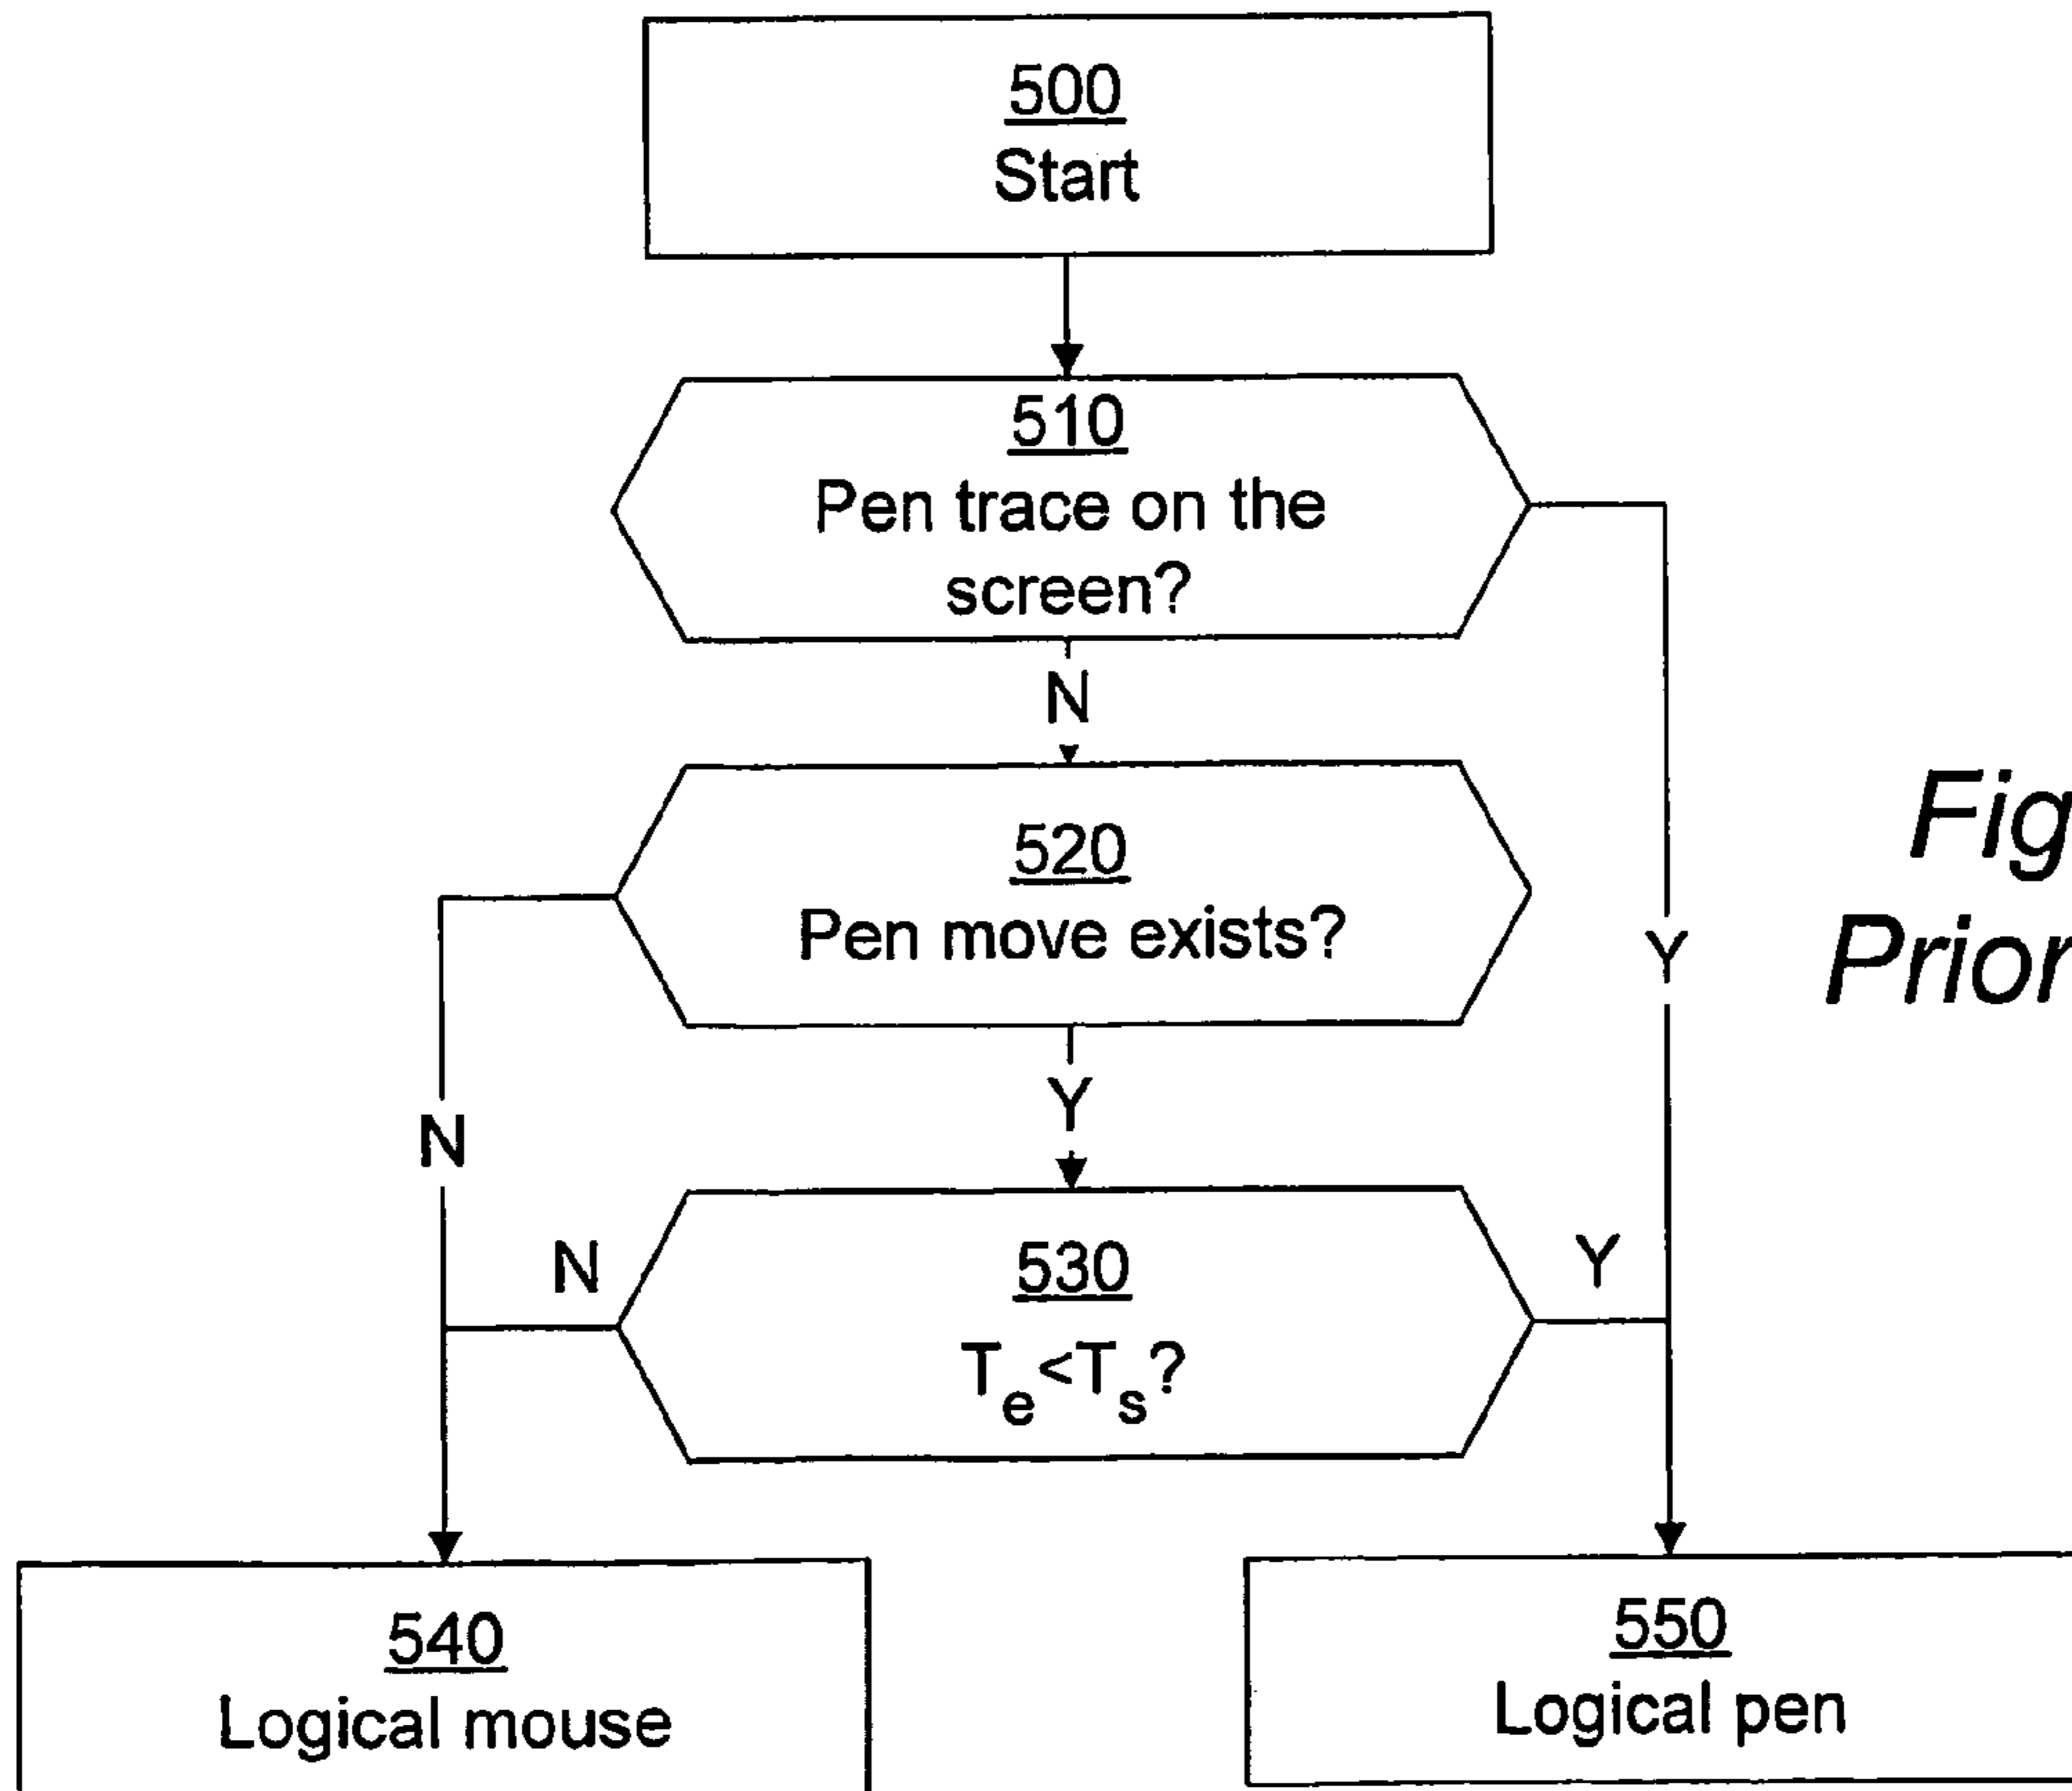 500
Start
510
Pen trace on the
screen?
N
520
Pen move exists?
Fig
Prior
Y
Y
N
N
530
Te<Ts?
Y
540
Logical mouse
550
Logical pen